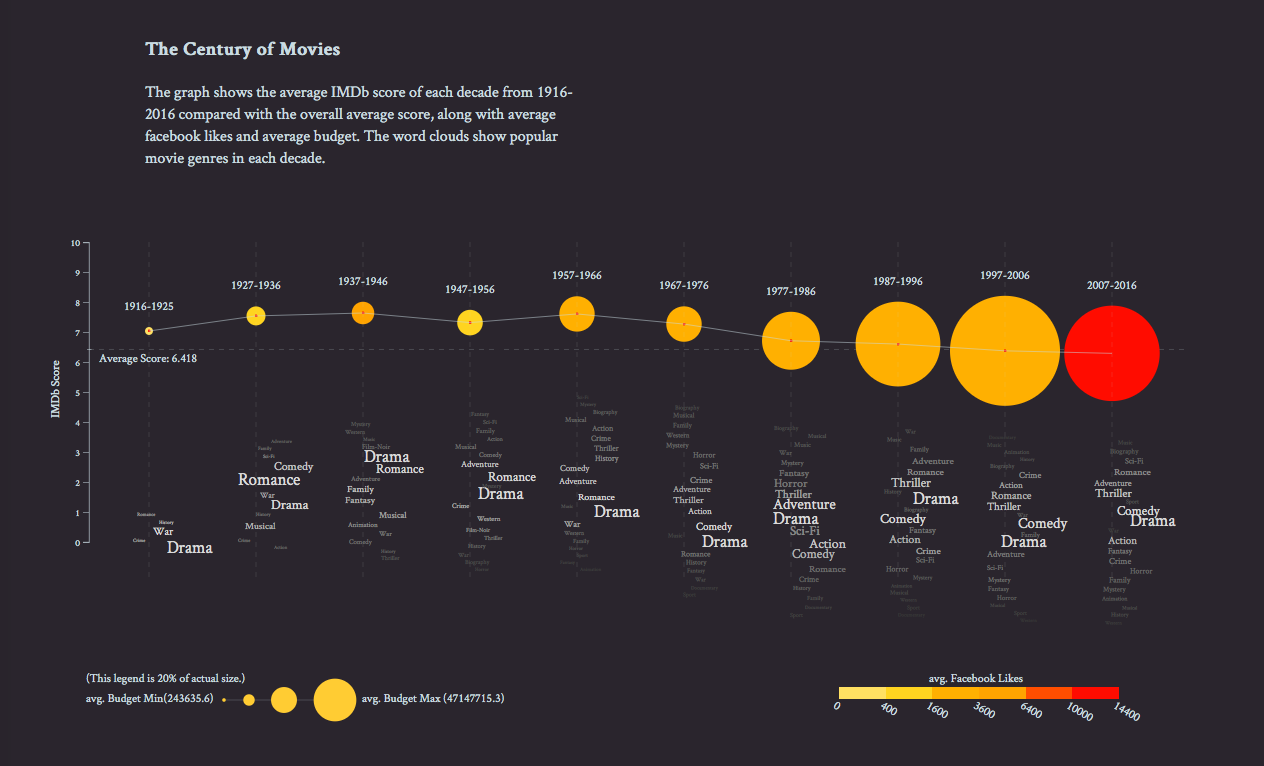 The Century of Movies
The graph shows the average IMDb score of each decade from 1916-
2016 compared with the overall average score, along with average
facebook likes and average budget. The word clouds show popular
movie genres in each decade.
IMDb Score
10
9
8
7
6
5
4
3
2
1
0
Average Score: 6.418
1916-1925
Romance
History
War
Crime
Drama
1927-1936
Adventure
Family
Sci-Fi
Comedy
Romance
War
Drama
History
Musical
Crime
Action
1937-1946
Mystery
Western
Music
Film-Noir
Drama
Romance
Adventure
Family
Fantasy
Musical
Animation
War
Comedy
History
Thriller
1947-1956
Fantasy
Sci-Fi
Family
Action
Musical
Comedy
Adventure
Romance
Mystery
Drama
Crime
Western
Film-Noir
Thriller
History
War
Biography
1957-1966
Sci-Fi
Mystery
Biography
Musical
Action
Crime
Thriller
History
Comedy
Adventure
Romance
Music
Drama
War
Western
Family
Horror
Sport
1967-1976
Biography
Musical
Family
Western
Mystery
Horror
Sci-Fi
Crime
Adventure
Thriller
Action
Comedy
Music
Drama
Romance
History
Fantasy
War
Documentary
Sport
1977-1986
Biography
Musical
Music
War
Mystery
Fantasy
Horror
Thriller
Adventure
Drama
Sci-Fi
Action
Comedy
Romance
Crime
History
Family
Documentary
Sport
1987-1996
War
Music
Family
Adventure
Romance
Thriller
History
Drama
Biography
Comedy
Fantasy
Action
Crime
Sci-Fi
Horror
Mystery
Animation
Musical
Western
Sport
Documentary
1997-2006
Documentary
Music
Animation
History
Biography
Crime
Action
Romance
Thriller
War
Comedy
Family
Drama
Adventure
Sci-Fi
Mystery
Fantasy
Horror
Musical
Sport
Western
2007-2016
Music
Biography
Sci-Fi
Romance
Adventure
Thriller
Sport
Comedy
Drama
War
Action
Fantasy
Crime
Horror
Family
Mystery
Animation
Musical
History
Western
(This legend is 20% of actual size.)
avg. Budget Min(243635.6)
avg. Budget Max (47147715.3)
avg. Facebook Likes
0
400
1600
3600
6400
10000
14400